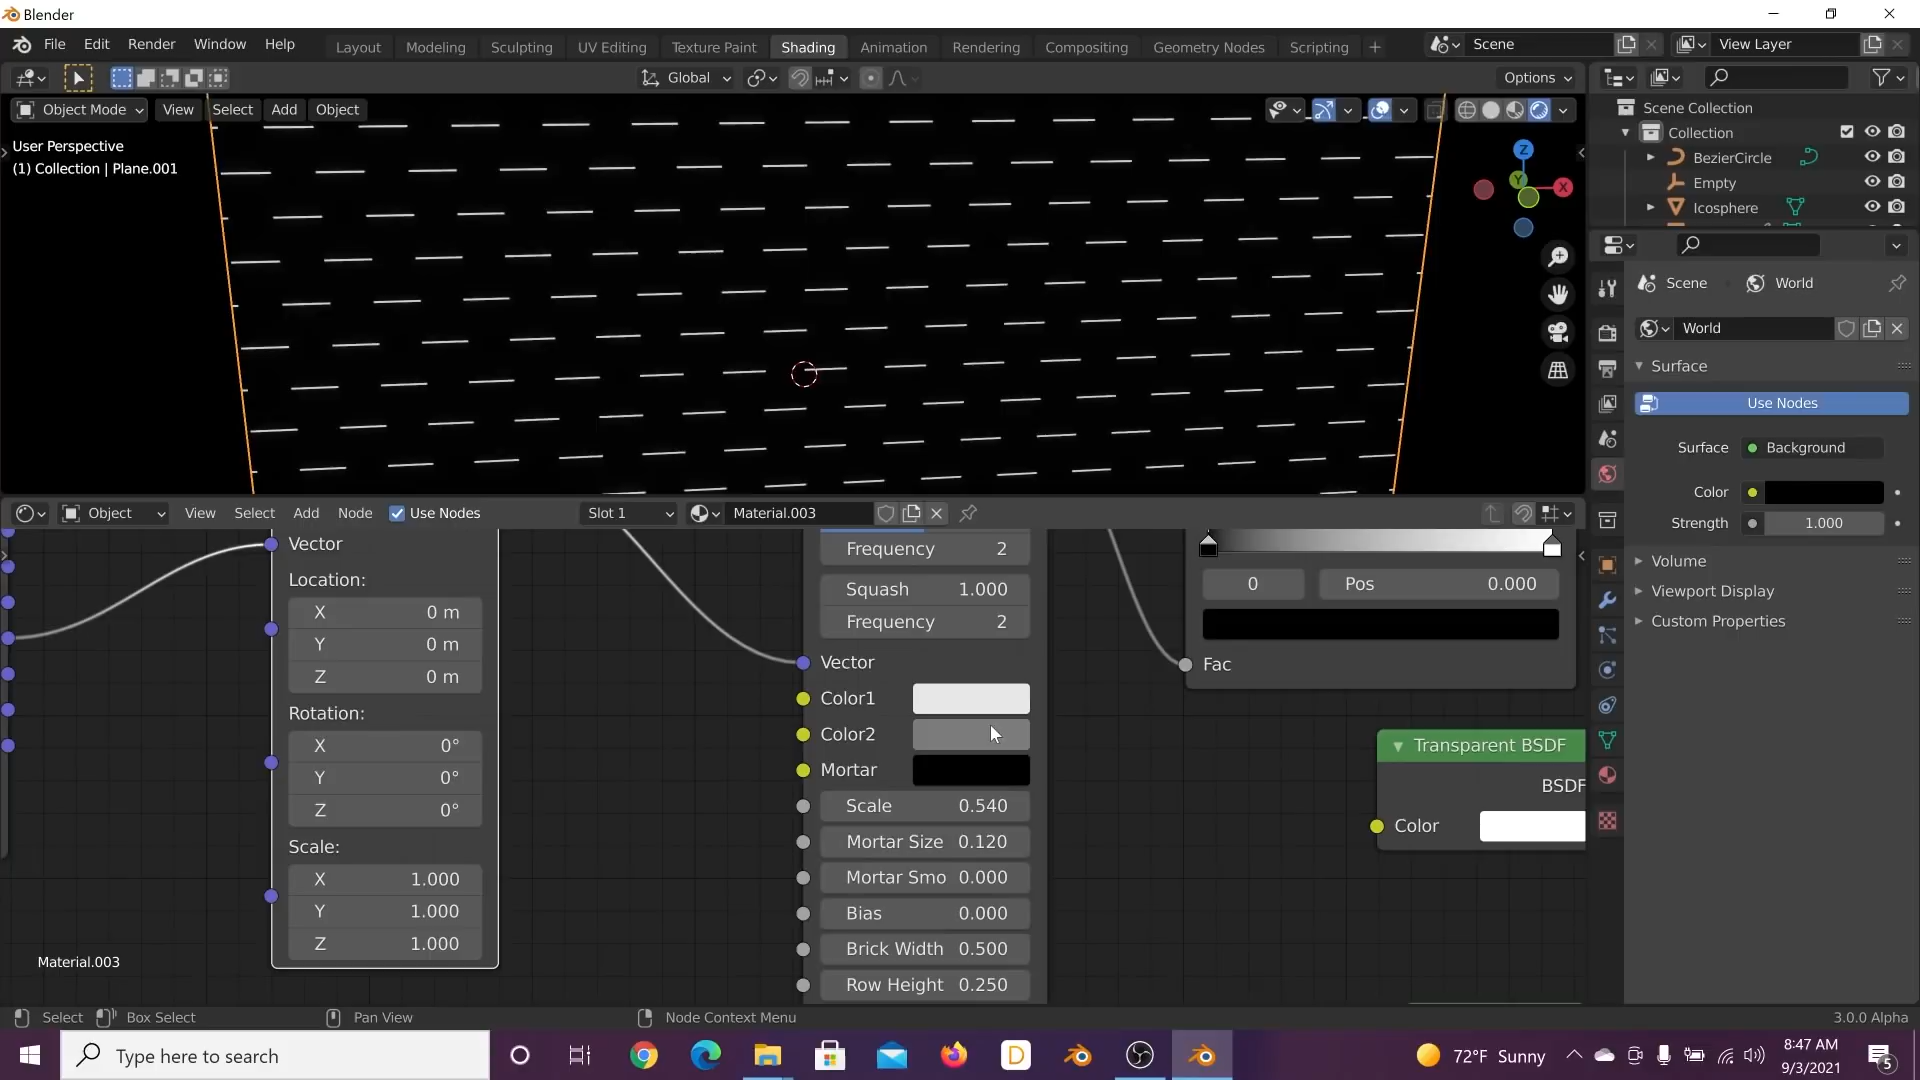 Blender
File Edit Render Window Help Layout Modeling Sculpting UV Editing Texture Paint Shading Animation Rendering Compositing Geometry Nodes Scripting + Scene View Layer
Global Options
Object Mode View Select Add Object
User Perspective
(1) Collection | Plane.001
Z
Y
X
Scene Collection
Collection
BezierCircle
Empty
Icosphere
Scene World
World
Surface
Use Nodes
Surface Background
Color
Strength 1.000
Volume
Viewport Display
Custom Properties
Object View Select Add Node Use Nodes Slot 1 Material.003
Vector
Location:
X 0 m
Y 0 m
Z 0 m
Rotation:
X 0°
Y 0°
Z 0°
Scale:
X 1.000
Y 1.000
Z 1.000
Frequency 2
Squash 1.000
Frequency 2
Vector
Color1
Color2
Mortar
Scale 0.540
Mortar Size 0.120
Mortar Smo 0.000
Bias 0.000
Brick Width 0.500
Row Height 0.250
0 Pos 0.000
Fac
Transparent BSDF
BSDF
Color
Material.003
Select Box Select Pan View Node Context Menu 3.0.0 Alpha
Type here to search
D
72°F Sunny
8:47 AM
9/3/2021
5